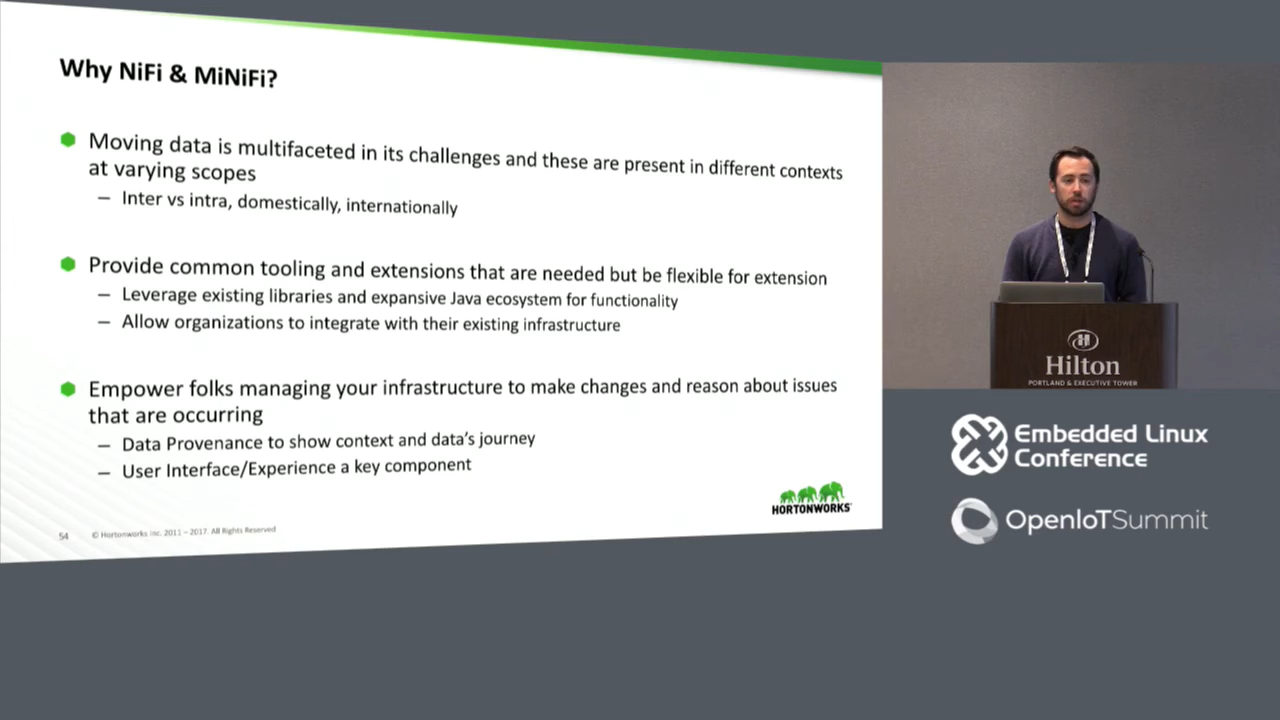 Why NiFi & MiNiFi?
Moving data is multifaceted in its challenges and these are present in different contexts
at varying scopes
– Inter vs intra, domestically, internationally
Provide common tooling and extensions that are needed but be flexible for extension
– Leverage existing libraries and expansive Java ecosystem for functionality
– Allow organizations to integrate with their existing infrastructure
Empower folks managing your infrastructure to make changes and reason about issues
that are occurring
– Data Provenance to show context and data's journey
– User Interface/Experience a key component
HORTONWORKS
54 © Hortonworks Inc. 2011 – 2017. All Rights Reserved
H
Hilton
PORTLAND & EXECUTIVE TOWER
Embedded Linux
Conference
OpenIoTSummit